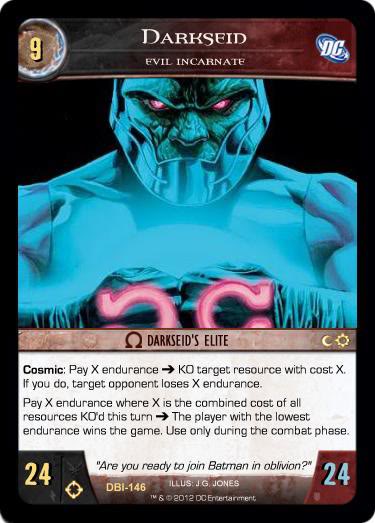 9
DARKSEID
EVIL INCARNATE
DC
Ω DARKSEID'S ELITE
Cosmic: Pay X endurance ➔ KO target resource with cost X.
If you do, target opponent loses X endurance.
Pay X endurance where X is the combined cost of all
resources KO'd this turn ➔ The player with the lowest
endurance wins the game. Use only during the combat phase.
24
"Are you ready to join Batman in oblivion?"
DBI-146
ILLUS: J.G. JONES
™ & © 2012 DC Entertainment
24